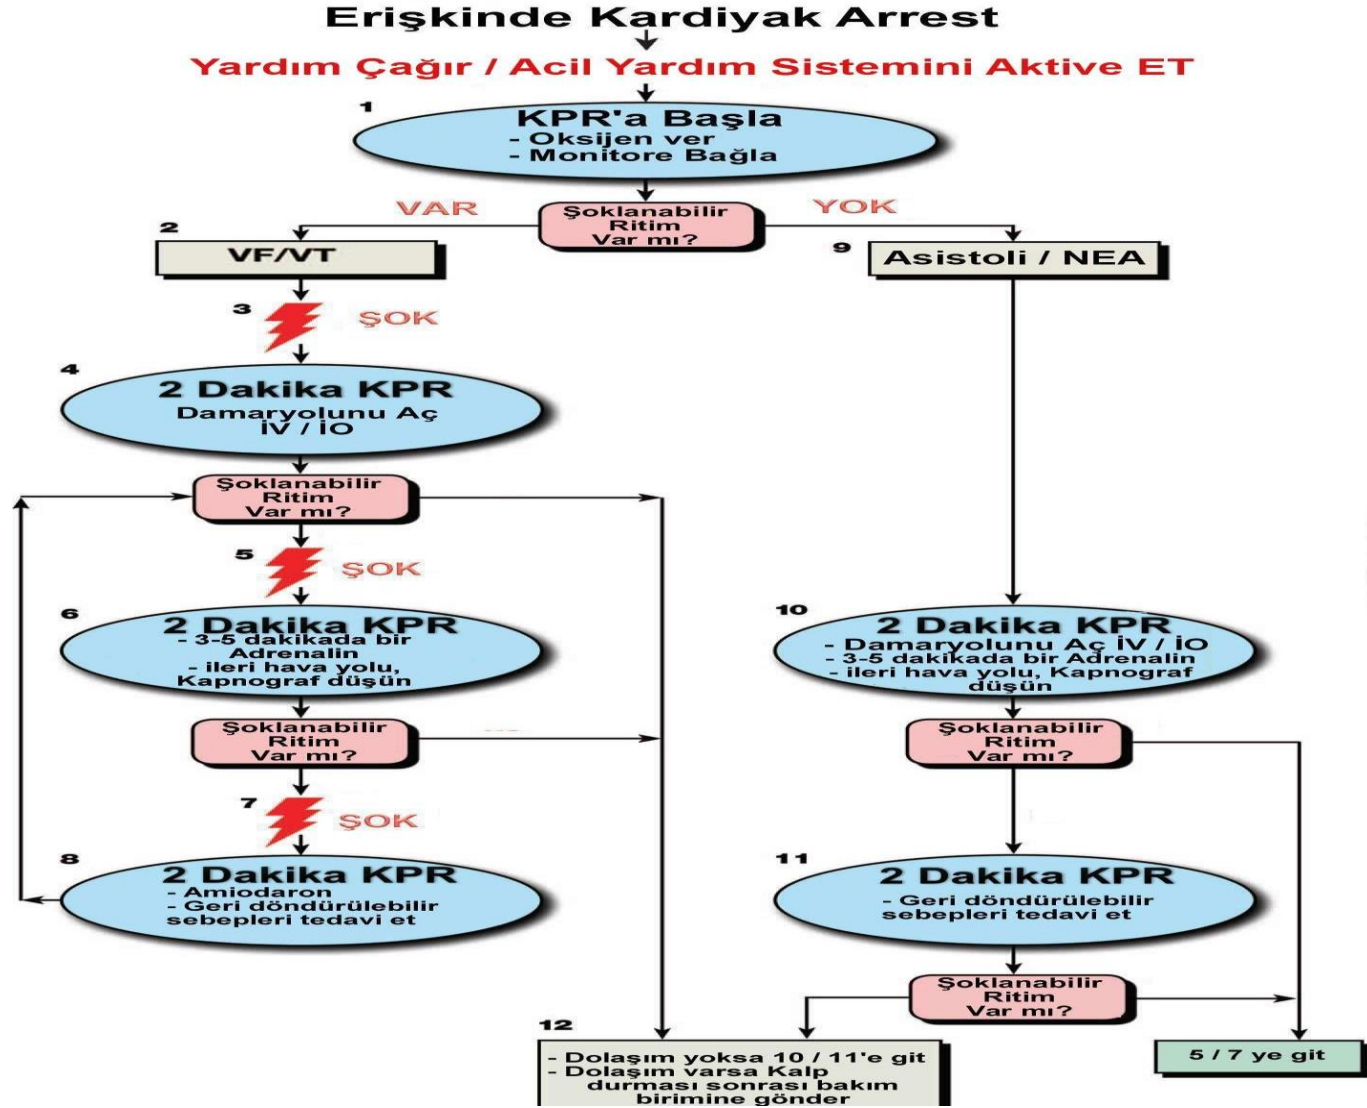 Erişkinde Kardiyak Arrest
Yardım Çağır / Acil Yardım Sistemini Aktive ET
1
KPR'a Başla
- Oksijen ver
- Monitore Bağla
Şoklanabilir
Ritim
Var mı?
VAR
YOK
2
VF/VT
9
Asistoli / NEA
3
ŞOK
4
2 Dakika KPR
Damaryolunu Aç
İV / İO
Şoklanabilir
Ritim
Var mı?
5
ŞOK
6
2 Dakika KPR
- 3-5 dakikada bir
Adrenalin
- ileri hava yolu,
Kapnograf düşün
Şoklanabilir
Ritim
Var mı?
7
ŞOK
8
2 Dakika KPR
- Amiodaron
- Geri döndürülebilir
sebepleri tedavi et
10
2 Dakika KPR
- Damaryolunu Aç İV / İO
- 3-5 dakikada bir Adrenalin
- ileri hava yolu, Kapnograf
düşün
Şoklanabilir
Ritim
Var mı?
11
2 Dakika KPR
- Geri döndürülebilir
sebepleri tedavi et
Şoklanabilir
Ritim
Var mı?
12
- Dolaşım yoksa 10 / 11'e git
- Dolaşım varsa Kalp
durması sonrası bakım
birimine gönder
5 / 7 ye git